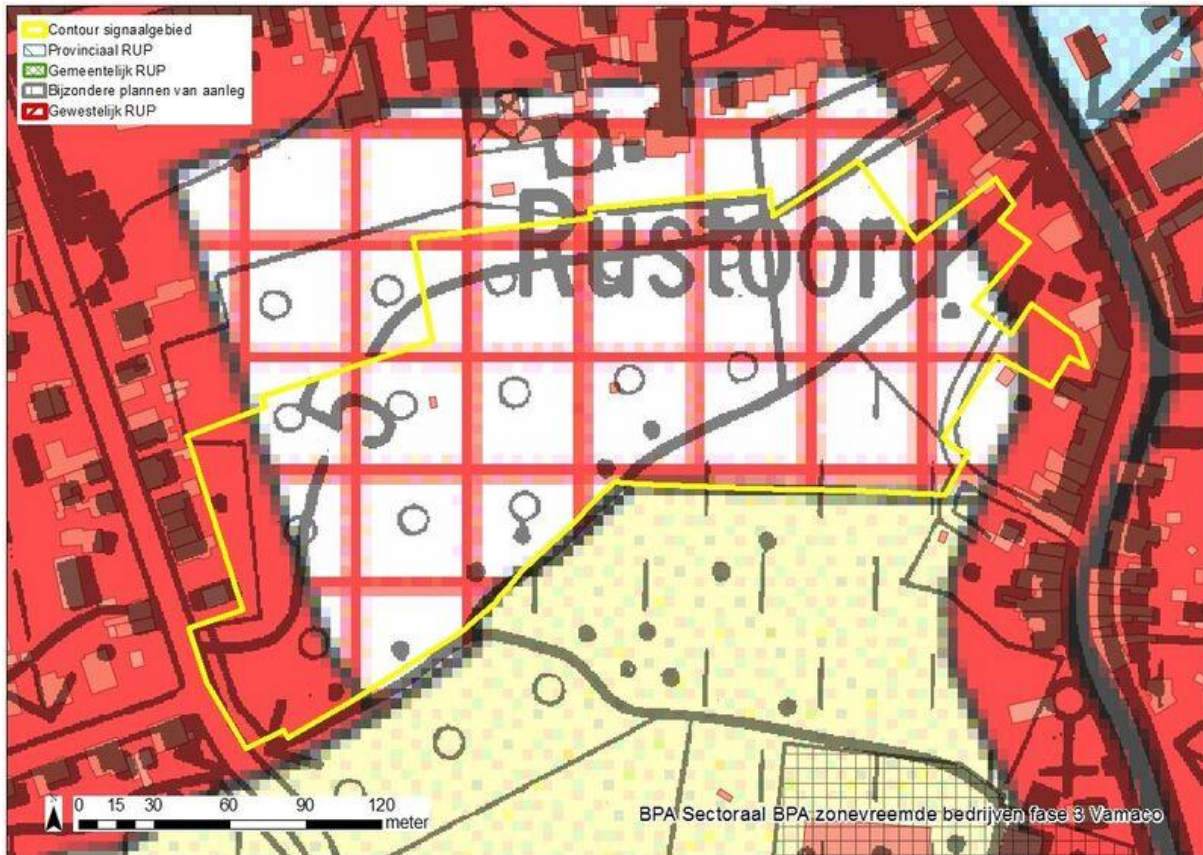 Contour signaalgebied
Provinciaal RUP
Gemeentelijk RUP
Bijzondere plannen van aanleg
Gewestelijk RUP
Rustoord
5
0 15 30 60 90 120
meter
BPA Sectoraal BPA zonevreemde bedrijven fase 3 Vamaco